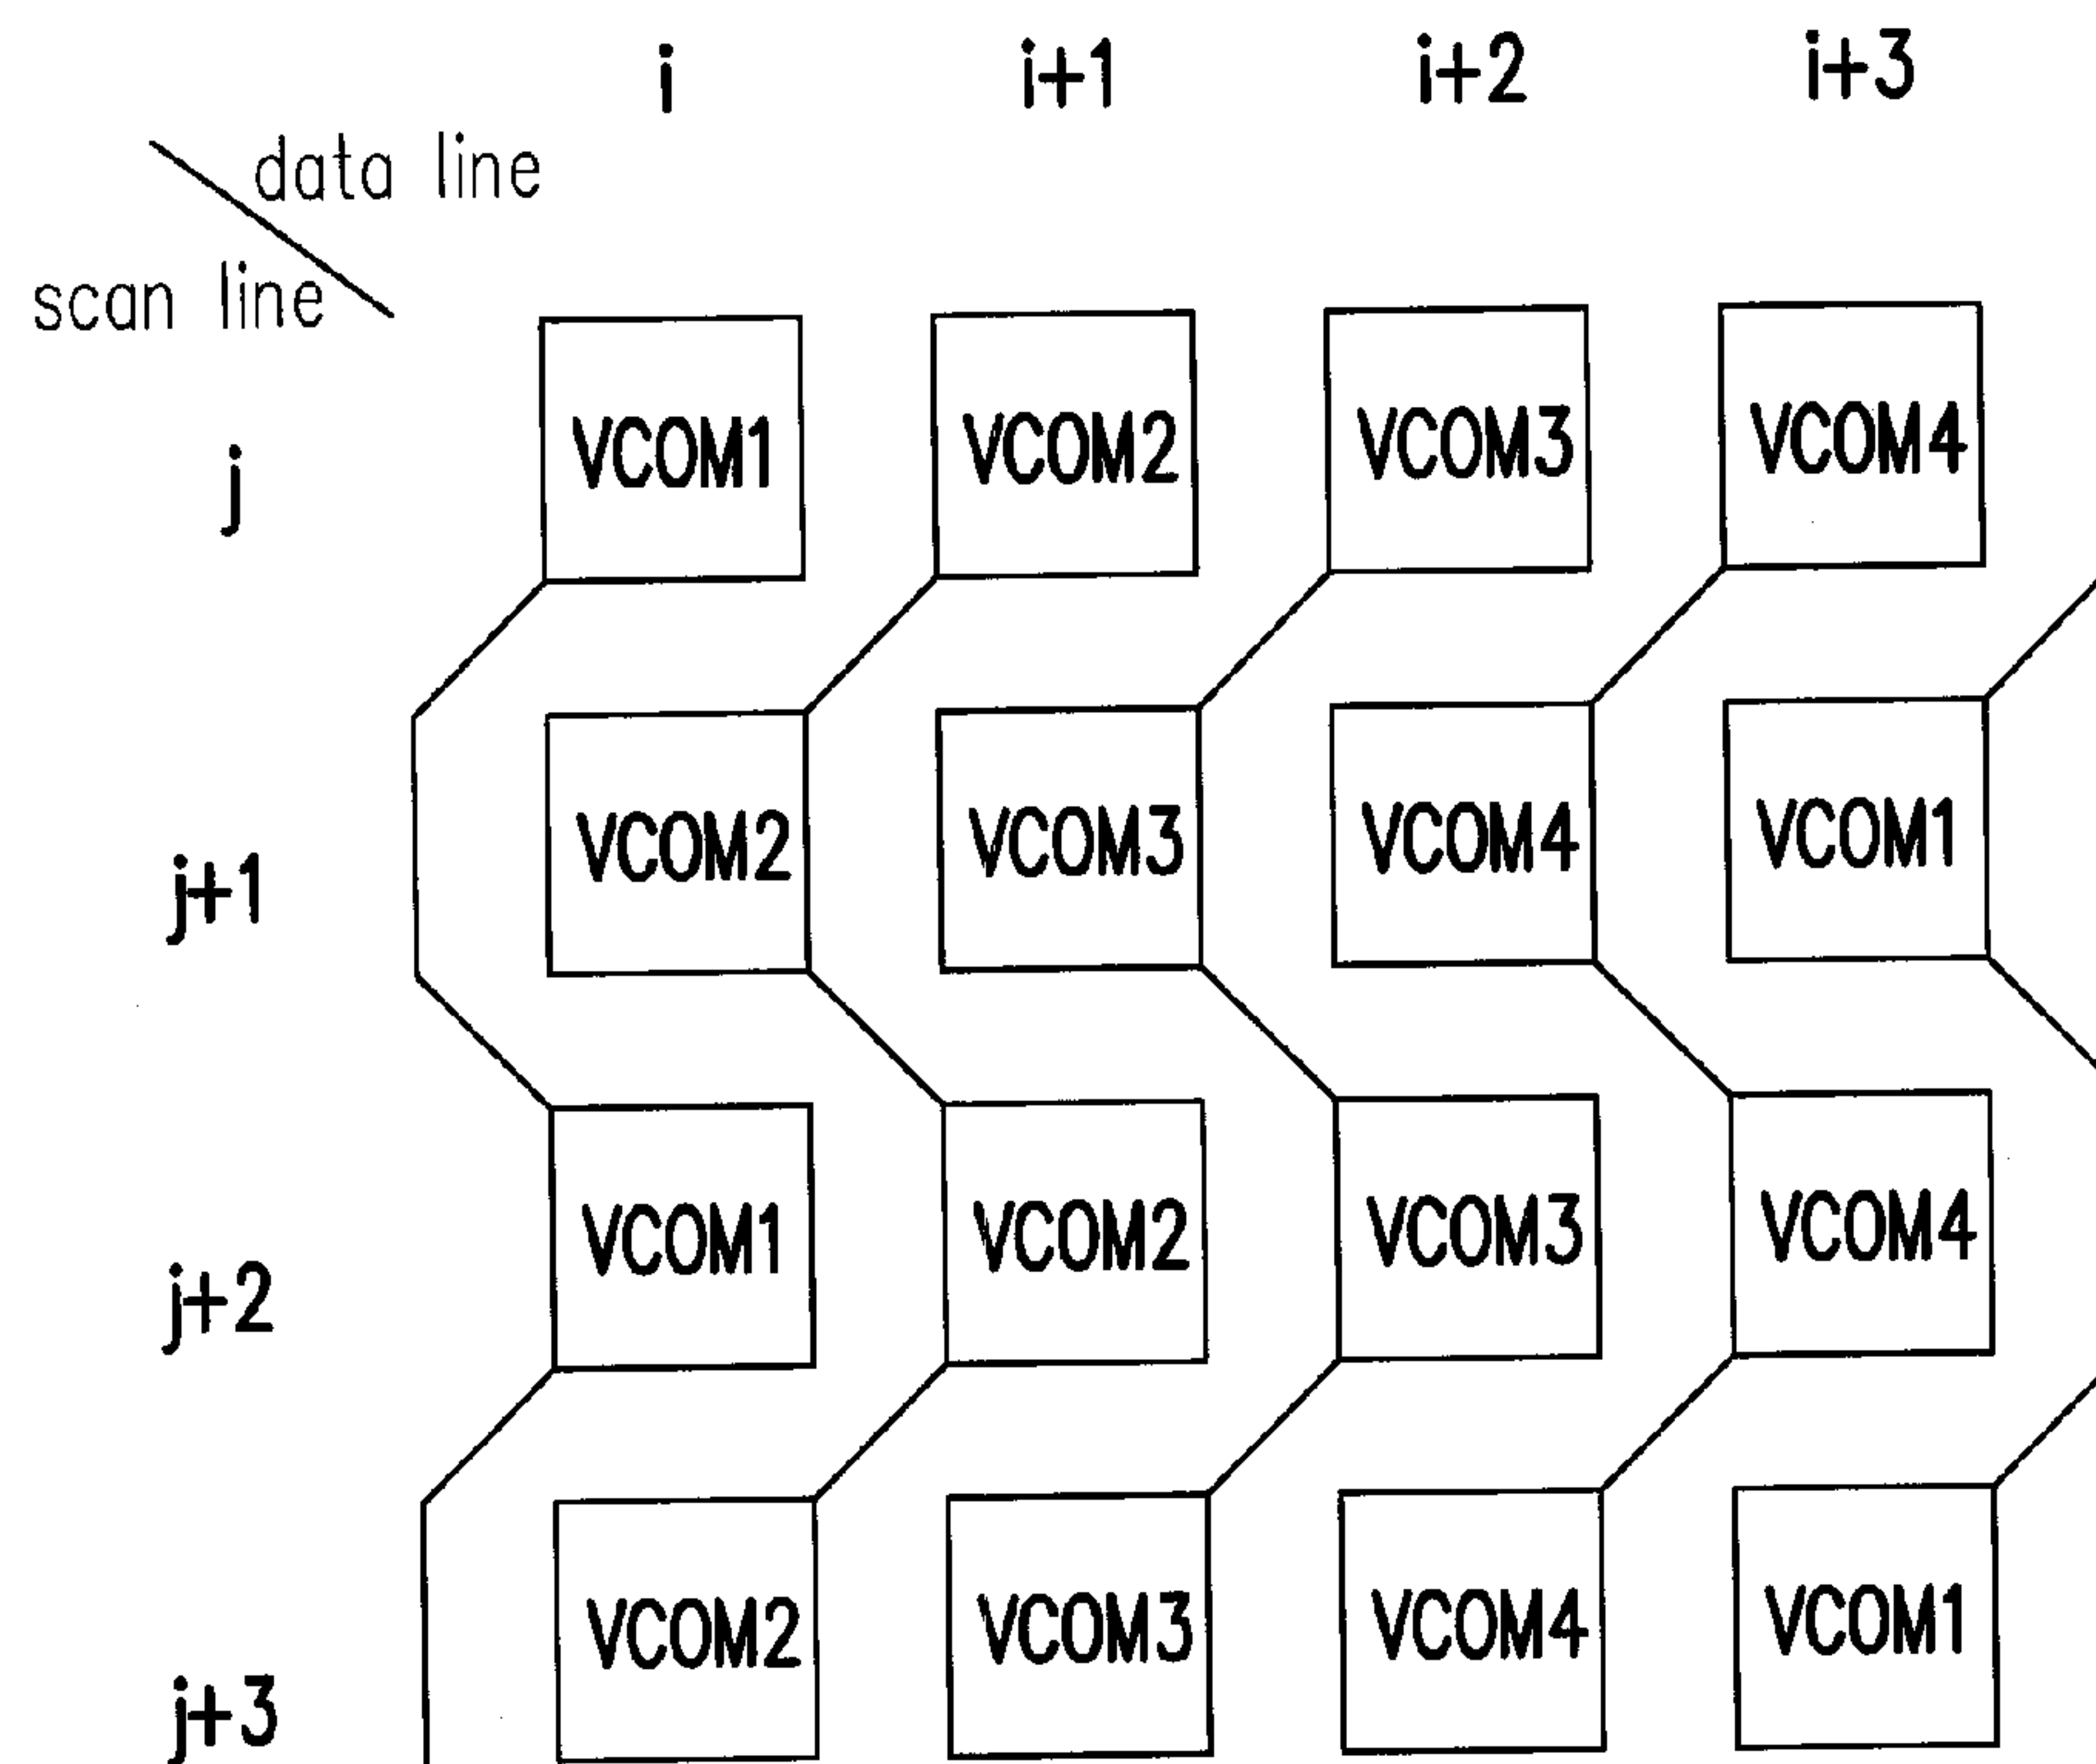 i i+1 i+2 i+3
data line
scan line
j VCOM1 VCOM2 VCOM3 VCOM4
j+1 VCOM2 VCOM3 VCOM4 VCOM1
j+2 VCOM1 VCOM2 VCOM3 VCOM4
j+3 VCOM2 VCOM3 VCOM4 VCOM1